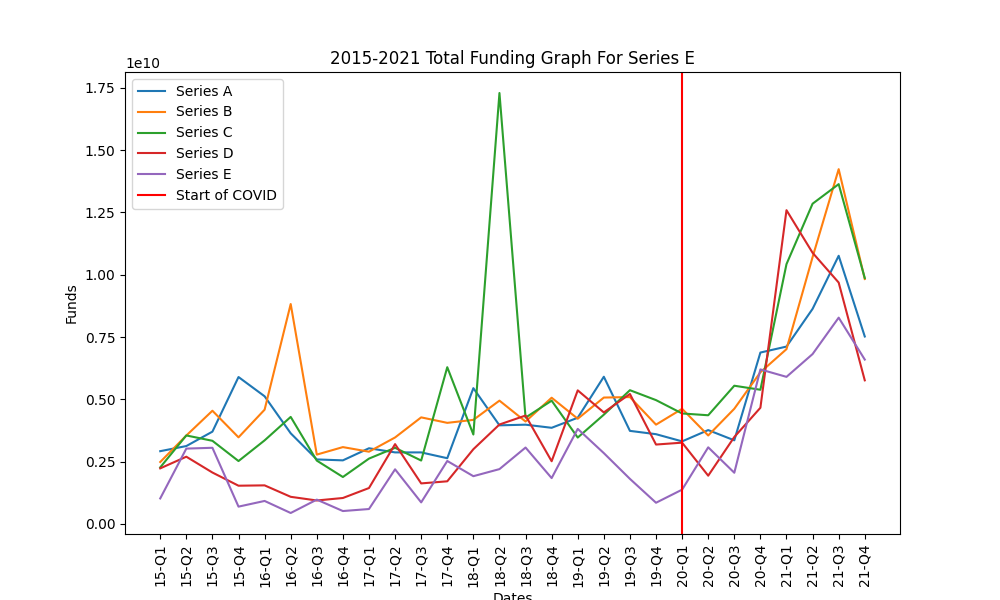 2015-2021 Total Funding Graph For Series E
1e10
1.75
1.50
1.25
1.00
0.75
0.50
0.25
0.00
Funds
Series A
Series B
Series C
Series D
Series E
Start of COVID
15-Q1
15-Q2
15-Q3
15-Q4
16-Q1
16-Q2
16-Q3
16-Q4
17-Q1
17-Q2
17-Q3
17-Q4
18-Q1
18-Q2
18-Q3
18-Q4
19-Q1
19-Q2
19-Q3
19-Q4
20-Q1
20-Q2
20-Q3
20-Q4
21-Q1
21-Q2
21-Q3
21-Q4
Dates